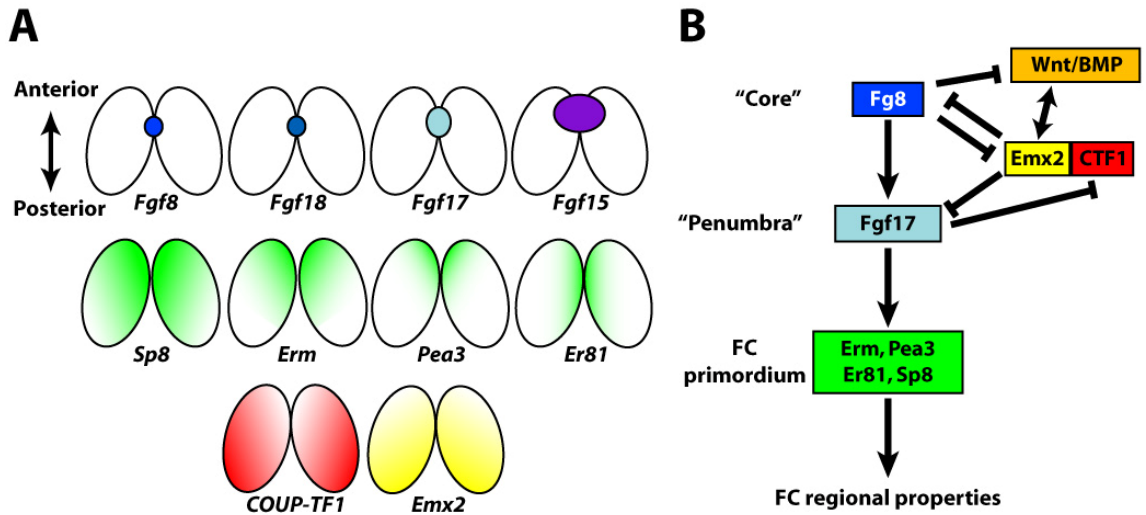 A
Anterior
Posterior
Fgf8
Fgf18
Fgf17
Fgf15
Sp8
Erm
Pea3
Er81
COUP-TF1
Emx2
B
Wnt/BMP
"Core"
Fg8
Emx2
CTF1
"Penumbra"
Fgf17
FC
primordium
Erm, Pea3
Er81, Sp8
FC regional properties